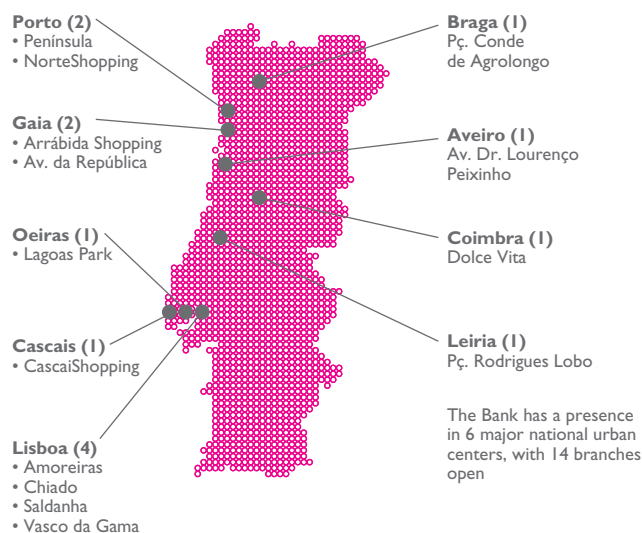 Porto (2)
• Península
• NorteShopping
Gaia (2)
• Arrábida Shopping
• Av. da República
Oeiras (1)
• Lagoas Park
Cascais (1)
• CascaiShopping
Lisboa (4)
• Amoreiras
• Chiado
• Saldanha
• Vasco da Gama
Braga (1)
Pç. Conde
de Agrolongo
Aveiro (1)
Av. Dr. Lourenço
Peixinho
Coimbra (1)
Dolce Vita
Leiria (1)
Pç. Rodrigues Lobo
The Bank has a presence
in 6 major national urban
centers, with 14 branches
open